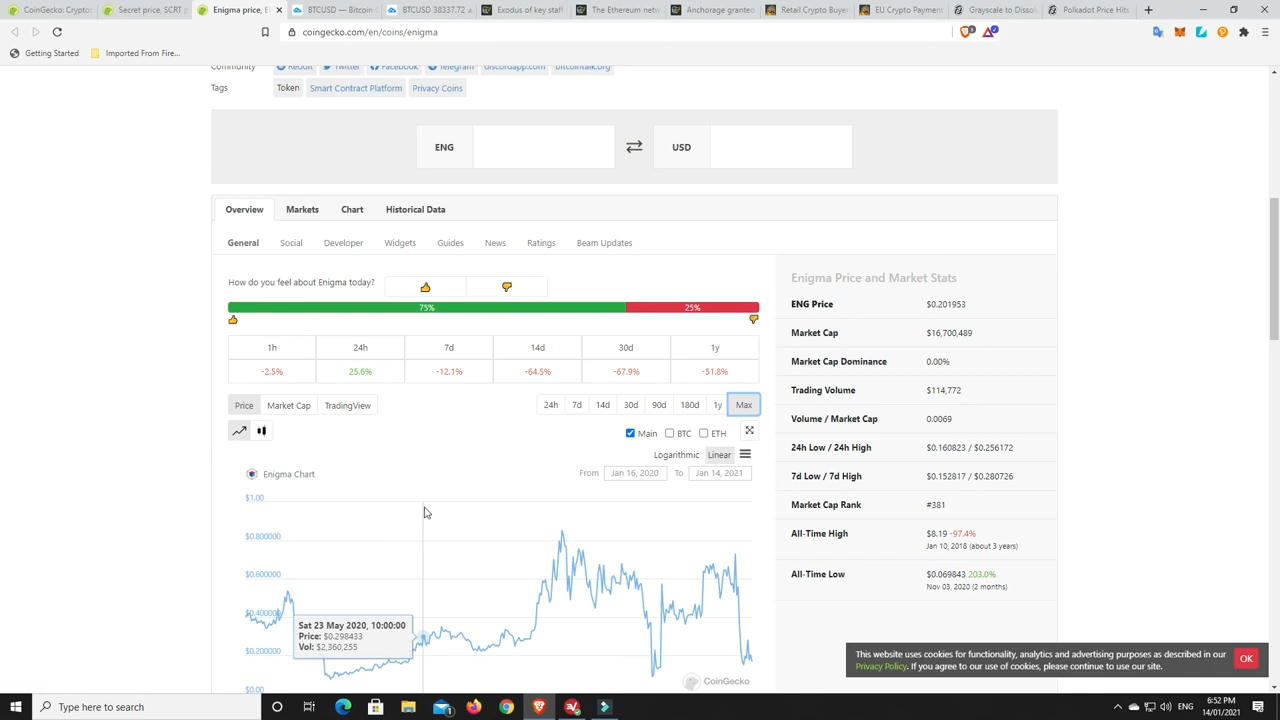 CoinGecko: Cryptoc
Secret price, SCRT p
Enigma price, E
BTCUSD — Bitcoin
BTCUSD 38337.72
Exodus of key staff
The Ethereum netw
Anchorage granted
Retail Crypto Buyer
EU Crypto Payment
Grayscale to Dissol
Polkadot Price Hits
coingecko.com/en/coins/enigma
Getting Started
Imported From Fire...
Community
Reddit
Twitter
Facebook
Telegram
discordapp.com
bitcointalk.org
Tags
Token
Smart Contract Platform
Privacy Coins
ENG
USD
Overview
Markets
Chart
Historical Data
General
Social
Developer
Widgets
Guides
News
Ratings
Beam Updates
How do you feel about Enigma today?
75%
25%
1h 24h 7d 14d 30d 1y
-2.5% 25.6% -12.1% -64.5% -67.9% -51.8%
Price
Market Cap
TradingView
24h 7d 14d 30d 90d 180d 1y Max
Main BTC ETH
Logarithmic Linear
Enigma Chart
From Jan 16, 2020 To Jan 14, 2021
$1.00
$0.800000
$0.600000
$0.400000
$0.200000
$0.00
Sat 23 May 2020, 10:00:00
Price: $0.298433
Vol: $2,360,255
CoinGecko
Enigma Price and Market Stats
ENG Price $0.201953
Market Cap $16,700,489
Market Cap Dominance 0.00%
Trading Volume $114,772
Volume / Market Cap 0.0069
24h Low / 24h High $0.160823 / $0.256172
7d Low / 7d High $0.152817 / $0.280726
Market Cap Rank #381
All-Time High $8.19 -97.4%
Jan 10, 2018 (about 3 years)
All-Time Low $0.069843 203.0%
Nov 03, 2020 (2 months)
This website uses cookies for functionality, analytics and advertising purposes as described in our
Privacy Policy. If you agree to our use of cookies, please continue to use our site.
OK
Type here to search
ENG
6:52 PM
14/01/2021